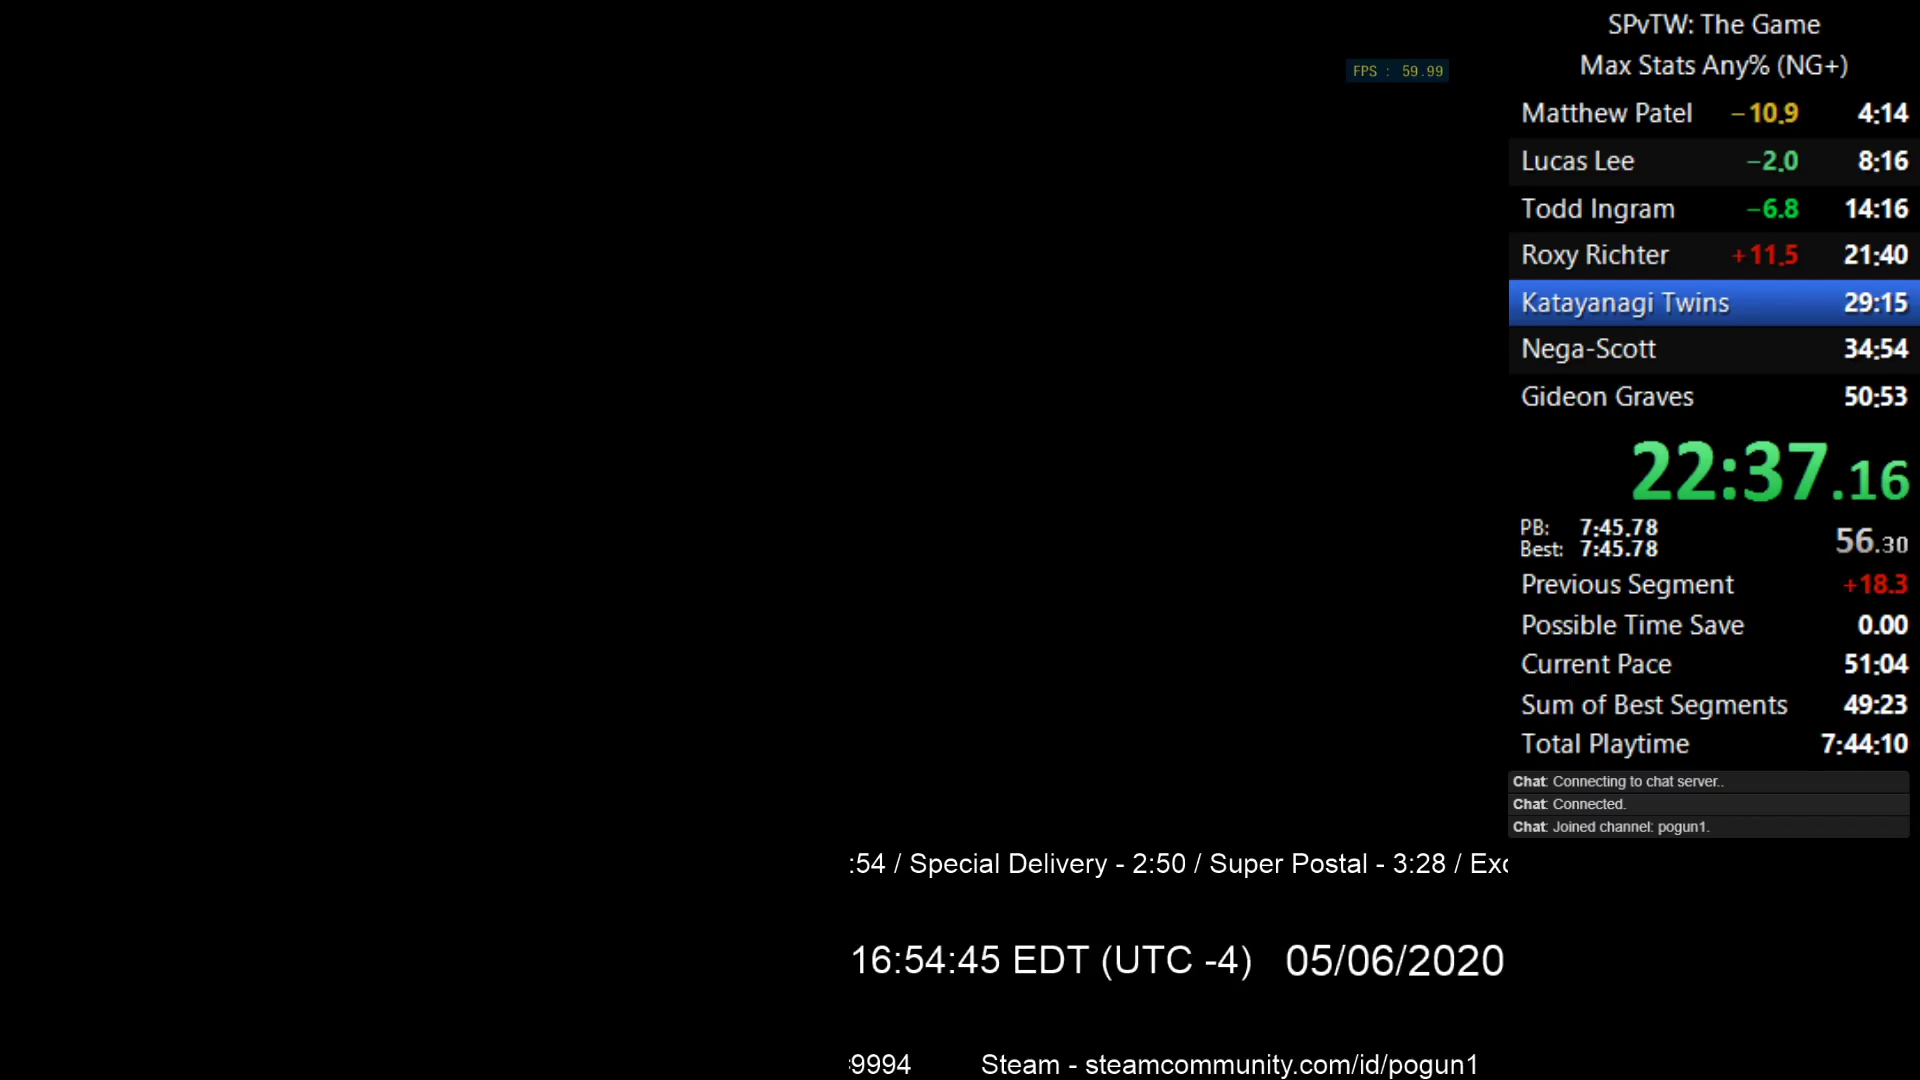 SPvTW: The Game
Max Stats Any% (NG+)
FPS : 59.99
Matthew Patel −10.9 4:14
Lucas Lee −2.0 8:16
Todd Ingram −6.8 14:16
Roxy Richter +11.5 21:40
Katayanagi Twins 29:15
Nega-Scott 34:54
Gideon Graves 50:53
22:37.16
PB: 7:45.78
Best: 7:45.78
56.30
Previous Segment +18.3
Possible Time Save 0.00
Current Pace 51:04
Sum of Best Segments 49:23
Total Playtime 7:44:10
Chat: Connecting to chat server..
Chat: Connected.
Chat: Joined channel: pogun1.
:54 / Special Delivery - 2:50 / Super Postal - 3:28 /
16:54:45 EDT (UTC -4) 05/06/2020
9994 Steam - steamcommunity.com/id/pogun1